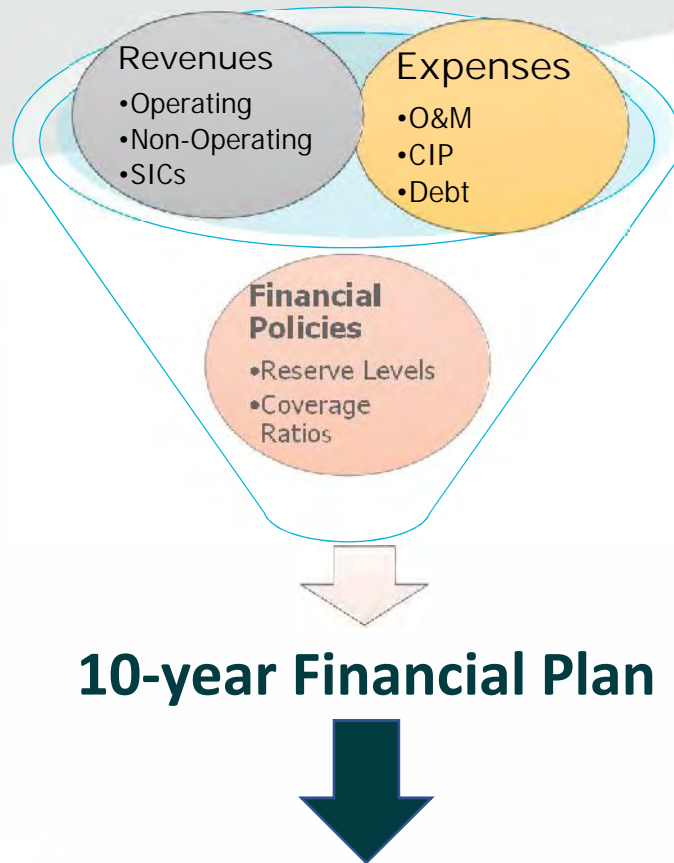 Revenues
•Operating
•Non-Operating
•SICs
Expenses
•O&M
•CIP
•Debt
Financial
Policies
•Reserve Levels
•Coverage
Ratios
10-year Financial Plan